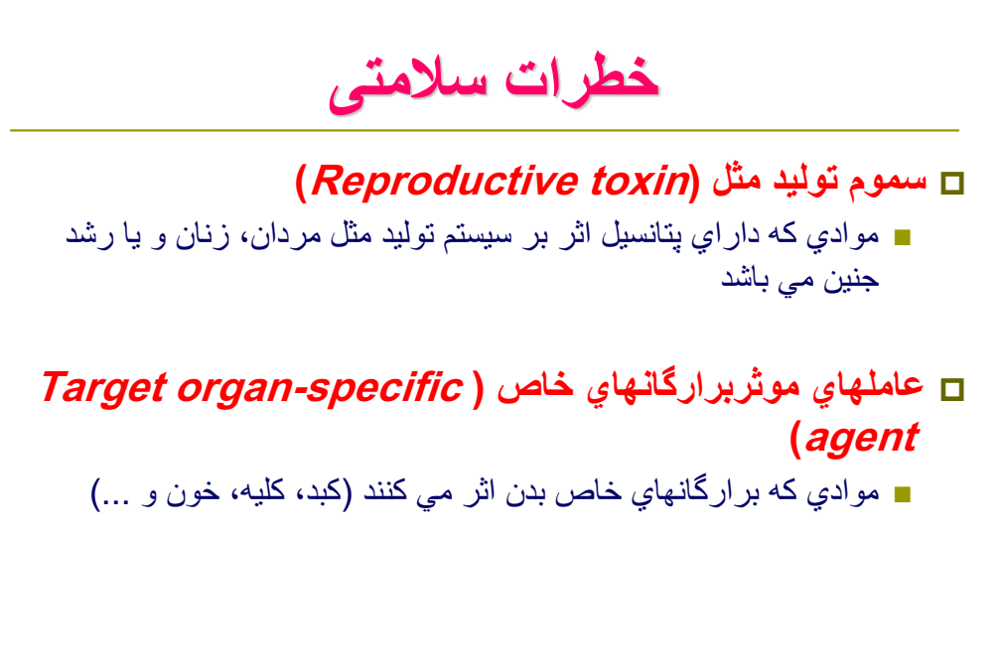 خطرات سلامتی
سموم توليد مثل (Reproductive toxin)
موادي كه داراي پتانسيل اثر بر سيستم توليد مثل مردان، زنان و يا رشد
جنين مي باشد
عاملهاي موثربرارگانهاي خاص (Target organ-specific
agent)
موادي كه برارگانهاي خاص بدن اثر مي كنند (كبد، كليه، خون و ...)